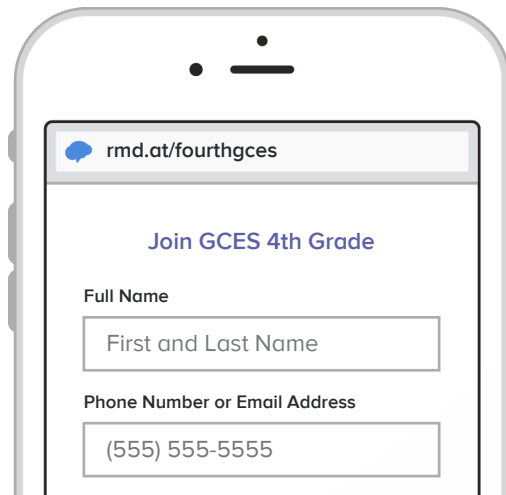 rmd.at/fourthgces
Join GCES 4th Grade
Full Name
First and Last Name
Phone Number or Email Address
(555) 555-5555